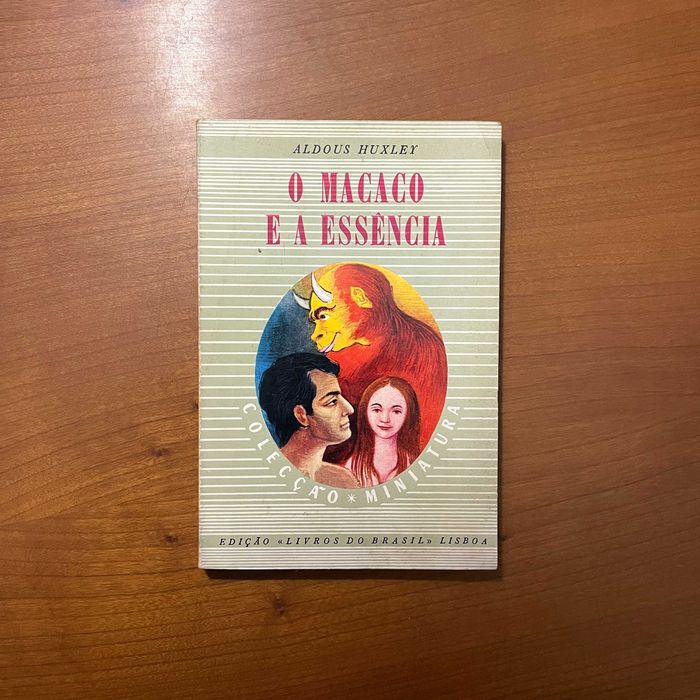 ALDOUS HUXLEY
O MACACO
E A ESSÊNCIA
COLECÇÃO * MINIATURA
EDIÇÃO «LIVROS DO BRASIL» LISBOA